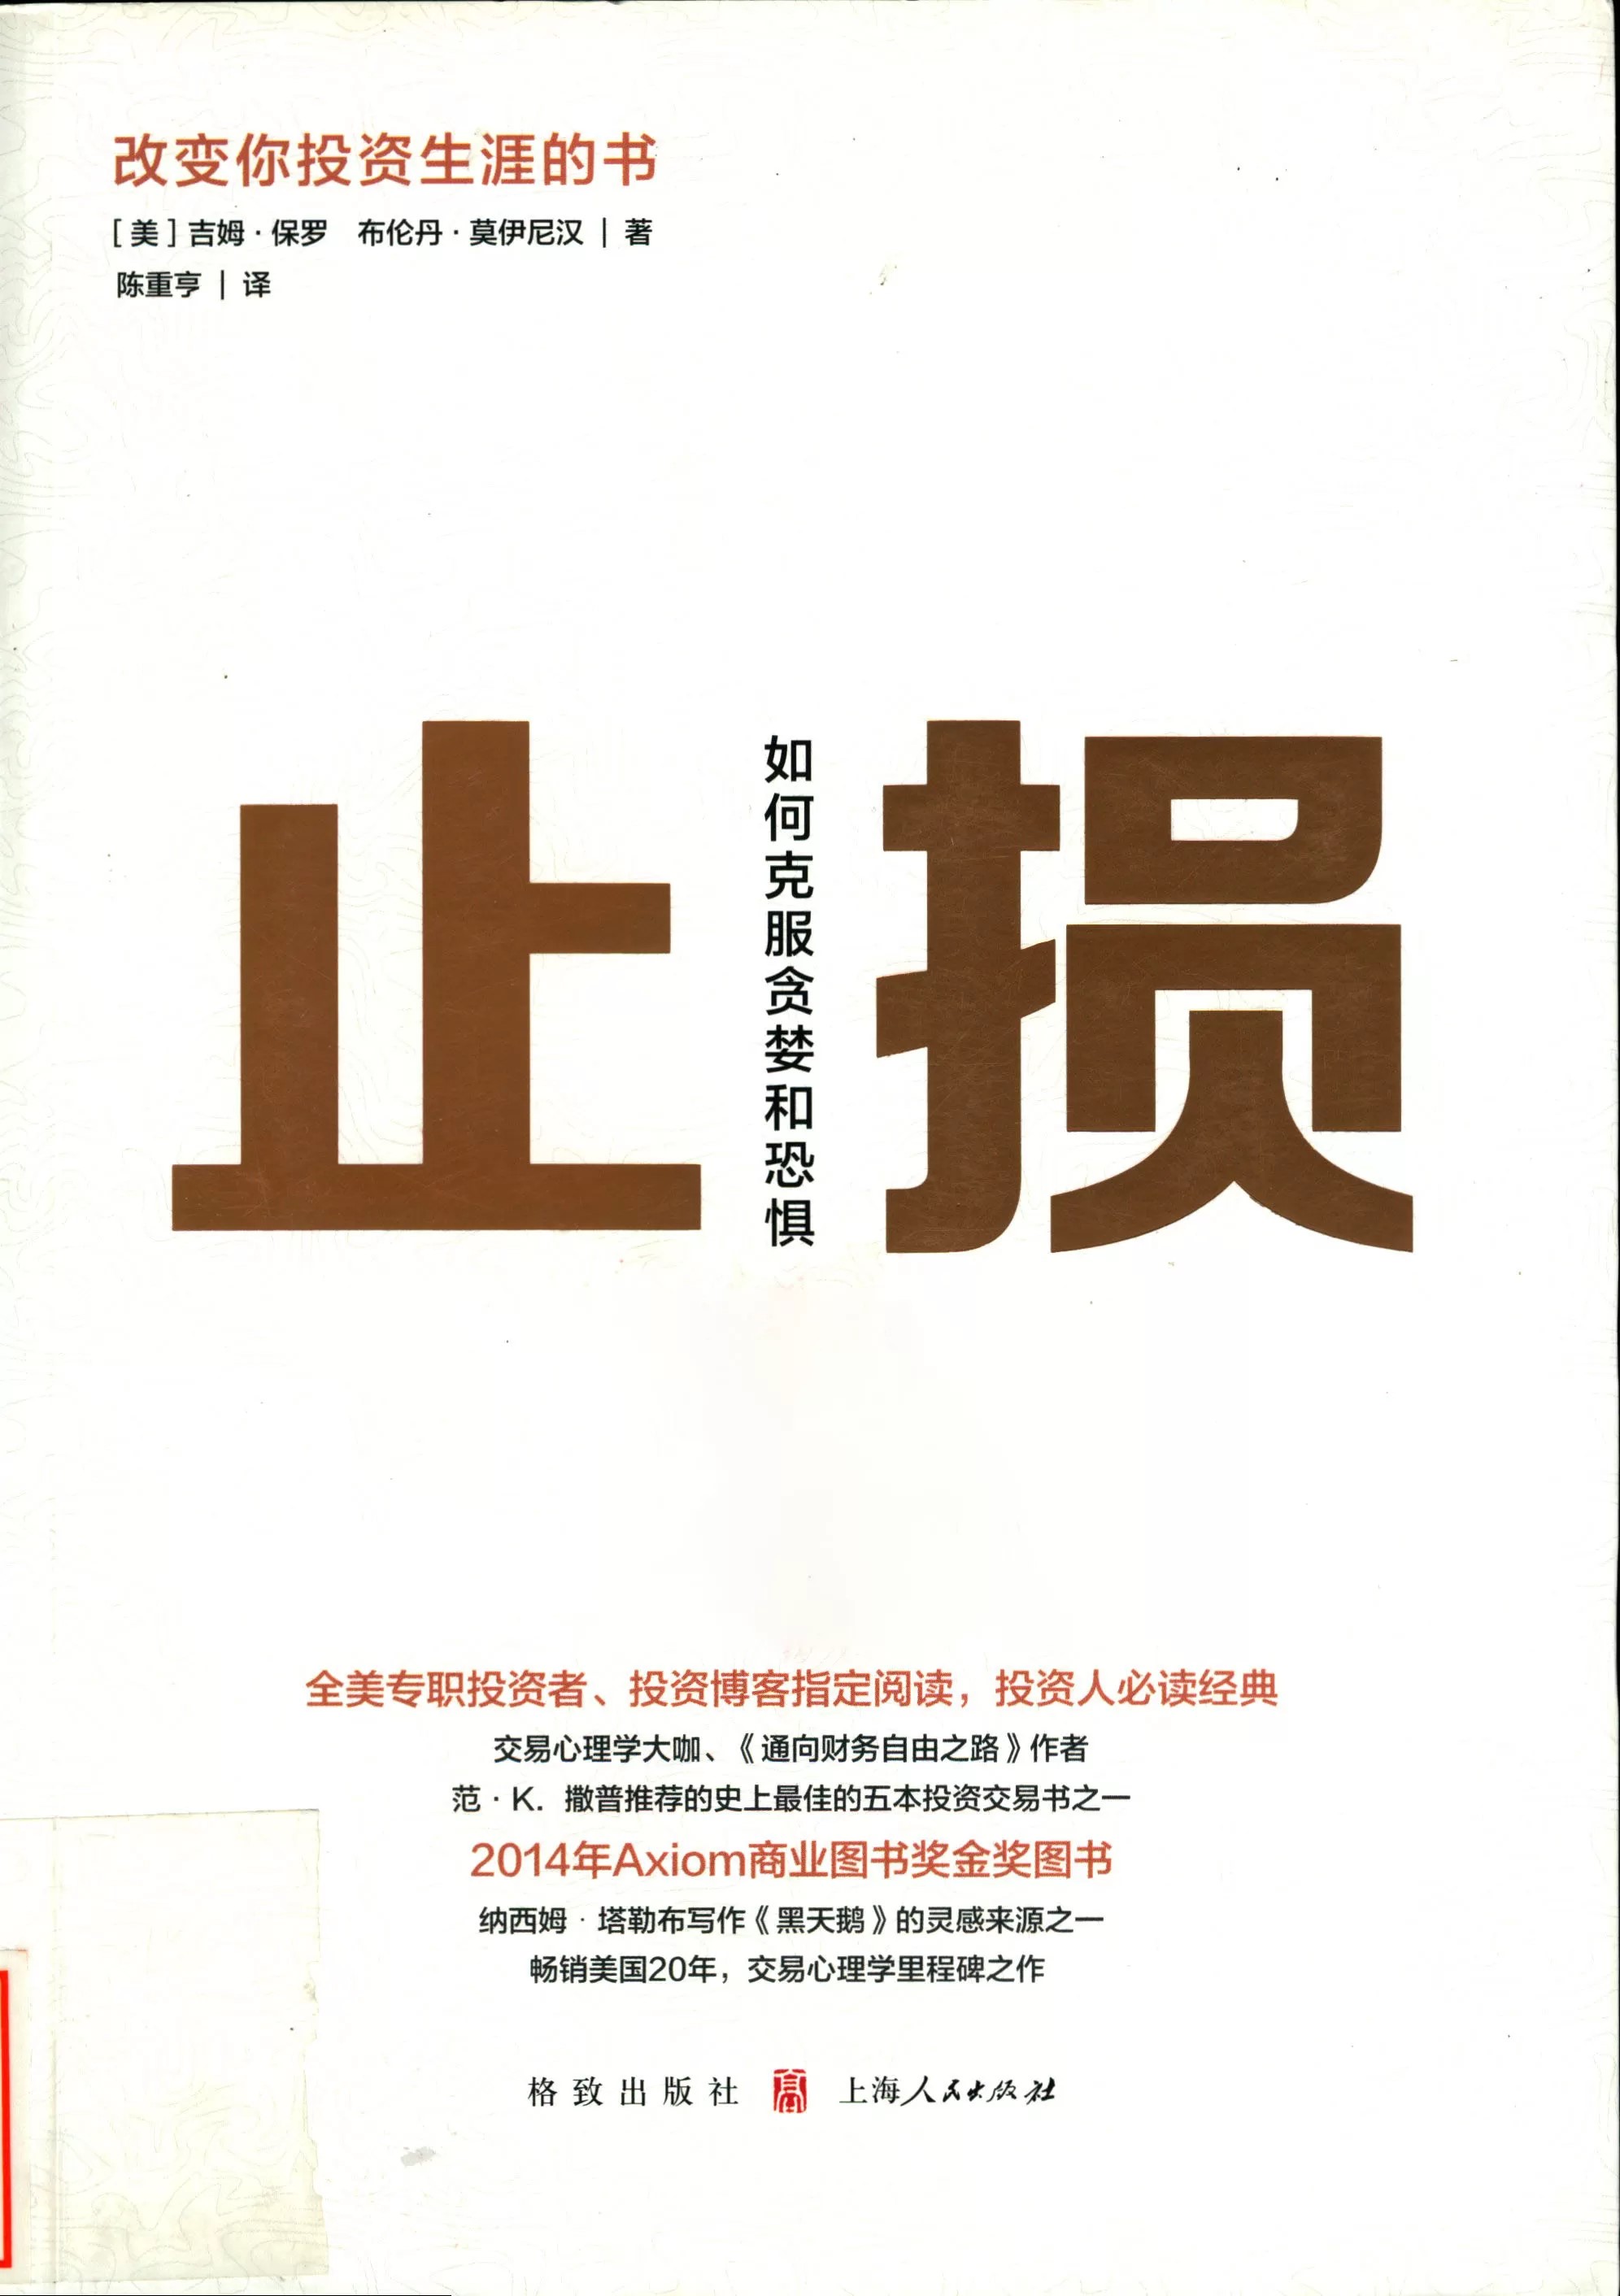 改变你投资生涯的书
[美]吉姆·保罗 布伦丹·莫伊尼汉 | 著
陈重亨 | 译
止损
如何克服贪婪和恐惧
全美专职投资者、投资博客指定阅读，投资人必读经典
交易心理学大咖、《通向财务自由之路》作者
范·K. 撒普推荐的史上最佳的五本投资交易书之一
2014年Axiom商业图书奖金奖图书
纳西姆·塔勒布写作《黑天鹅》的灵感来源之一
畅销美国20年，交易心理学里程碑之作
格致出版社 上海人民出版社